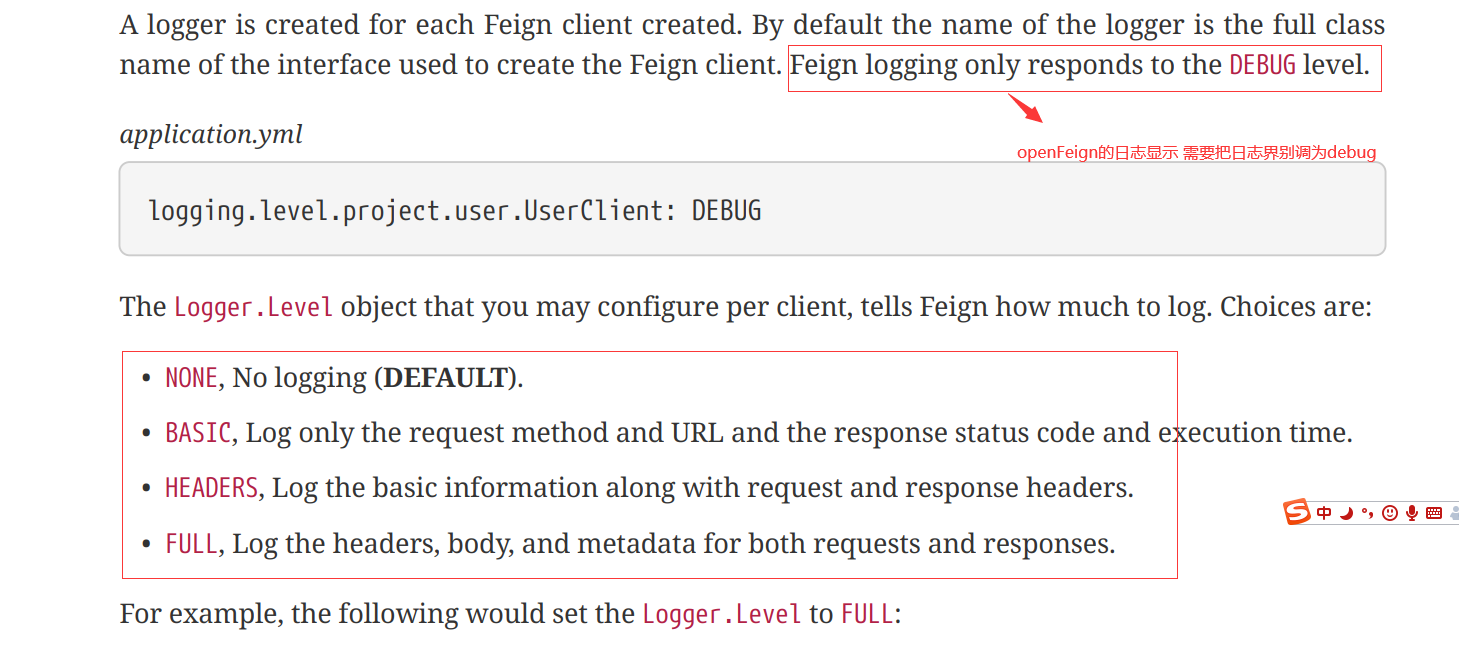 A logger is created for each Feign client created. By default the name of the logger is the full class
name of the interface used to create the Feign client. Feign logging only responds to the DEBUG level.
application.yml
openFeign的日志显示 需要把日志界别调为debug
logging.level.project.user.UserClient: DEBUG
The Logger.Level object that you may configure per client, tells Feign how much to log. Choices are:
• NONE, No logging (DEFAULT).
• BASIC, Log only the request method and URL and the response status code and execution time.
• HEADERS, Log the basic information along with request and response headers.
中
• FULL, Log the headers, body, and metadata for both requests and responses.
For example, the following would set the Logger.Level to FULL: